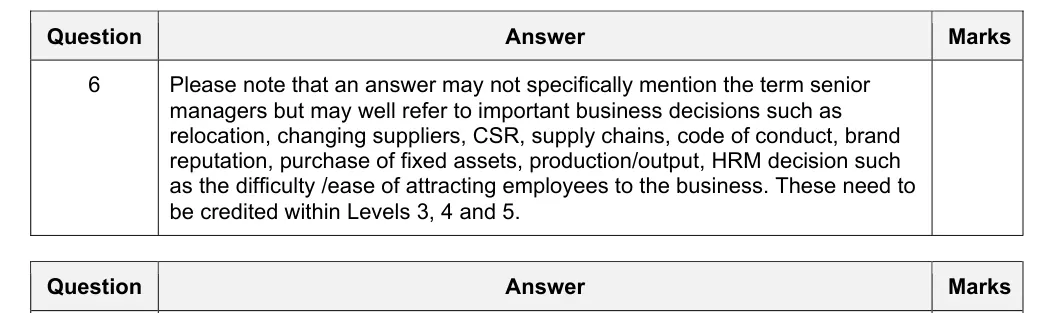 Question Answer Marks
6 Please note that an answer may not specifically mention the term senior
managers but may well refer to important business decisions such as
relocation, changing suppliers, CSR, supply chains, code of conduct, brand
reputation, purchase of fixed assets, production/output, HRM decision such
as the difficulty /ease of attracting employees to the business. These need to
be credited within Levels 3, 4 and 5.
Question Answer Marks